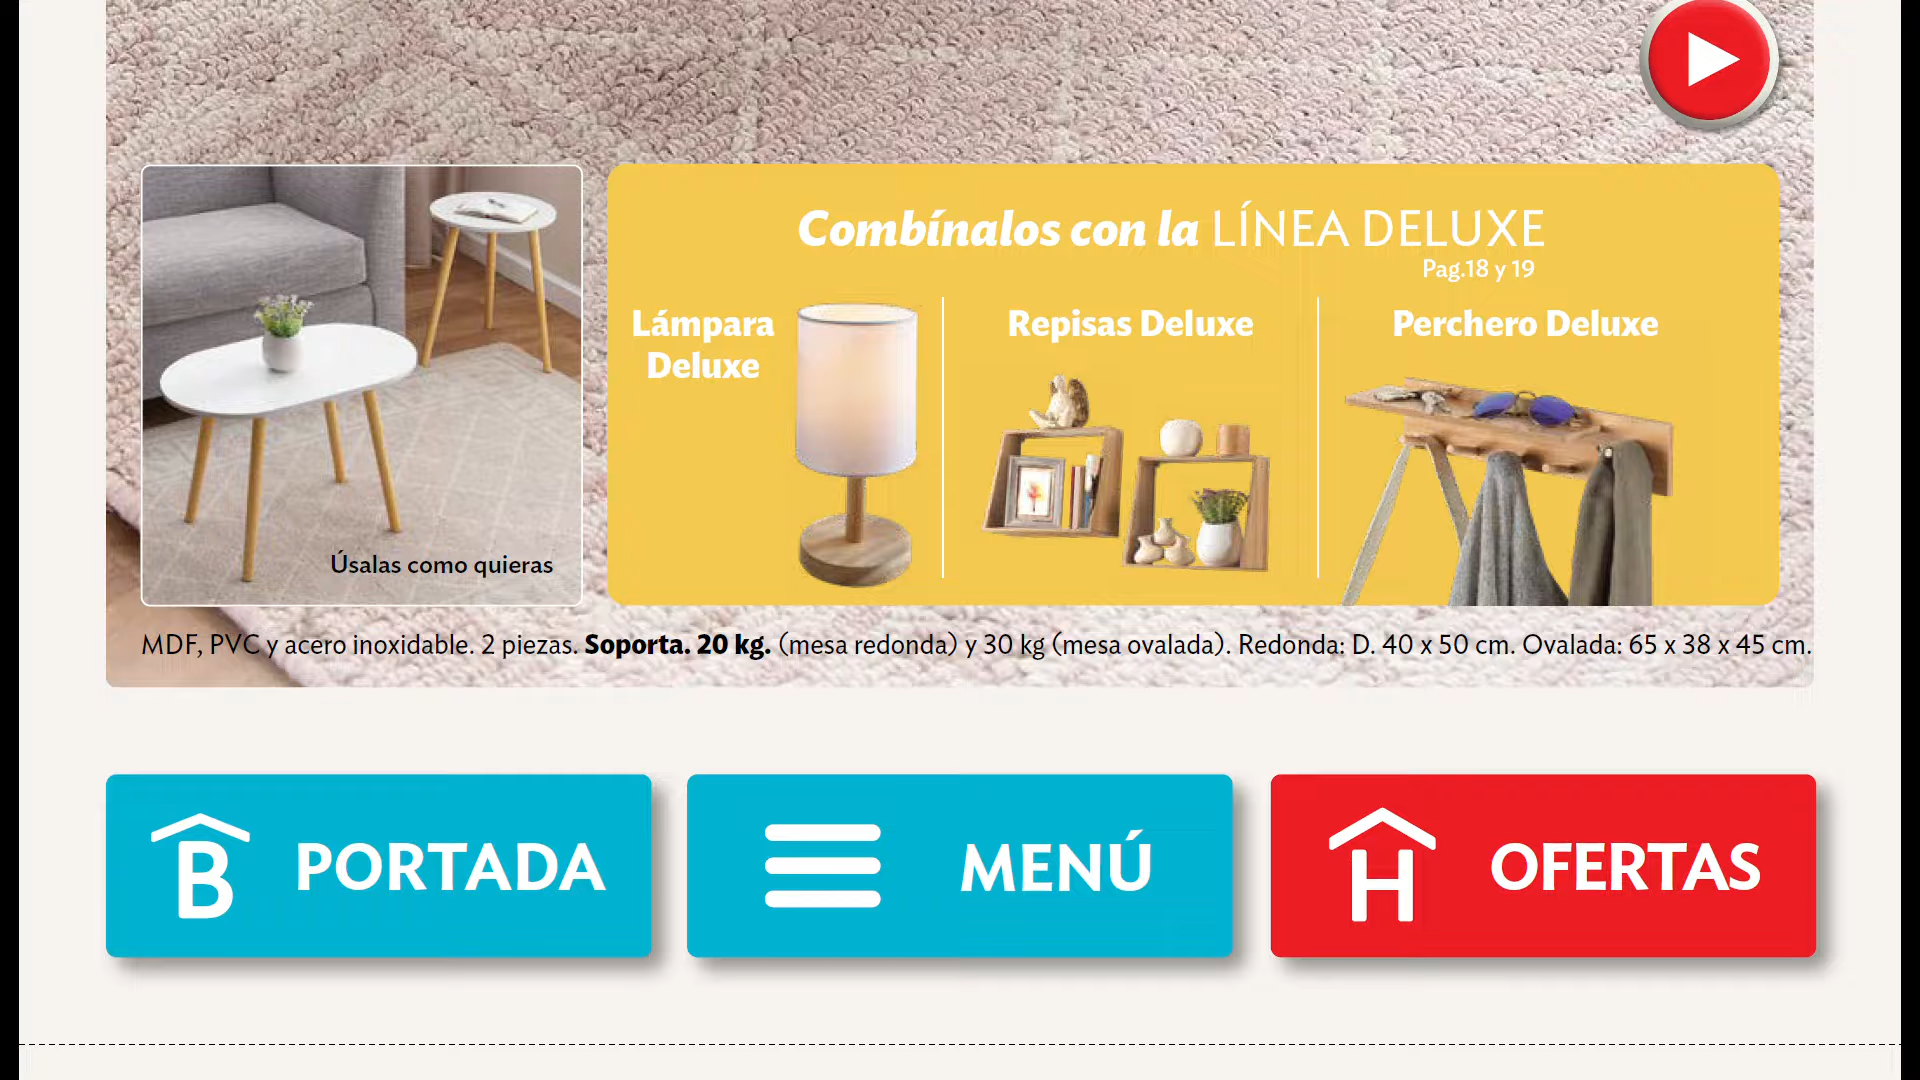 Combínalos con la LÍNEA DELUXE
Pag.18 y 19
Lámpara
Deluxe
Repisas Deluxe
Perchero Deluxe
Úsalas como quieras
MDF, PVC y acero inoxidable. 2 piezas. Soporta. 20 kg. (mesa redonda) y 30 kg (mesa ovalada). Redonda: D. 40 x 50 cm. Ovalada: 65 x 38 x 45 cm.
B PORTADA
MENÚ
H OFERTAS